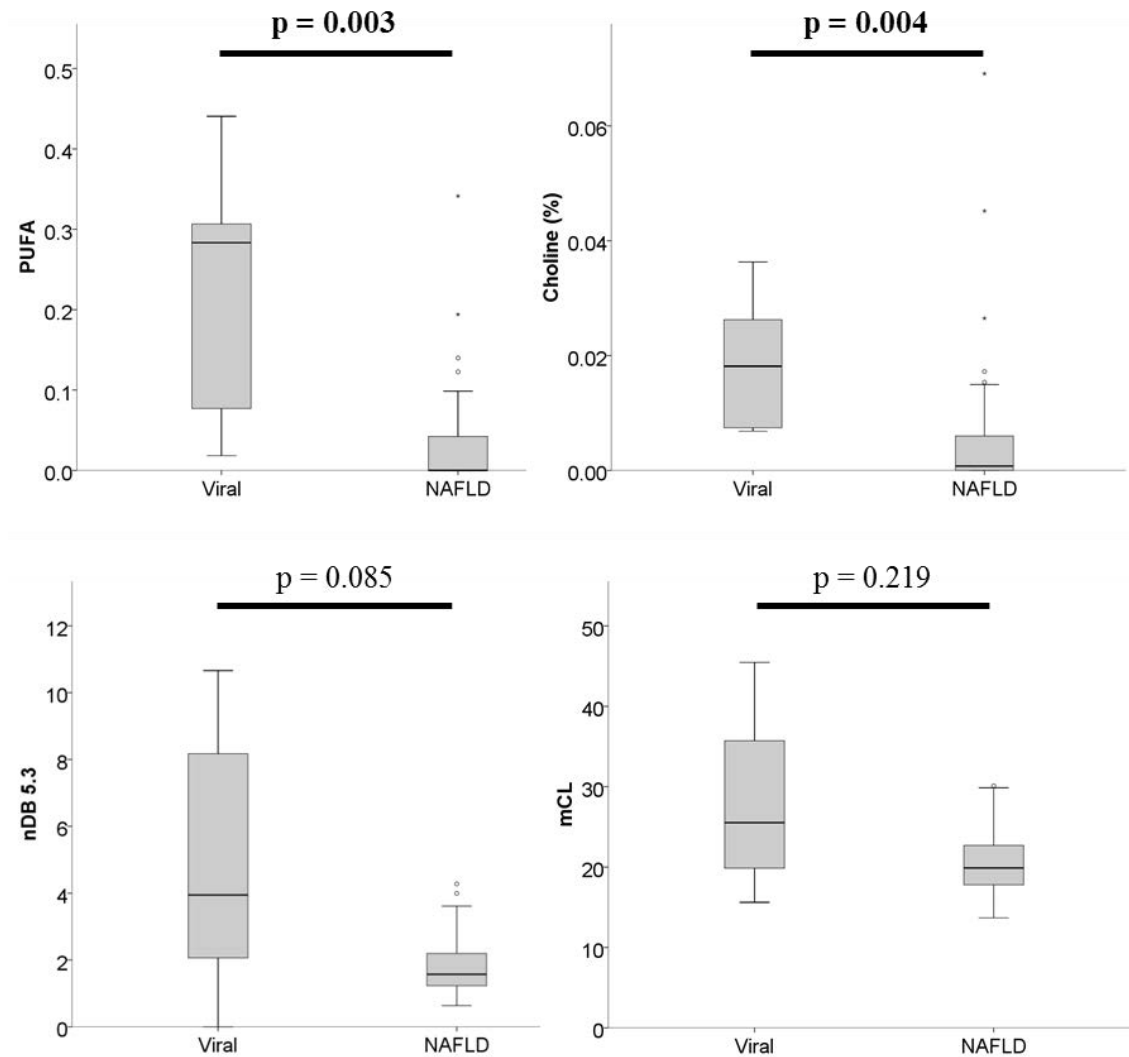 p = 0.003
0.5
0.4
0.3
0.2
0.1
0.0
PUFA
Viral
NAFLD
p = 0.004
0.06
0.04
0.02
0.00
Choline (%)
Viral
NAFLD
p = 0.085
12
10
8
6
4
2
0
nDB 5.3
Viral
NAFLD
p = 0.219
50
40
30
20
10
0
mCL
Viral
NAFLD